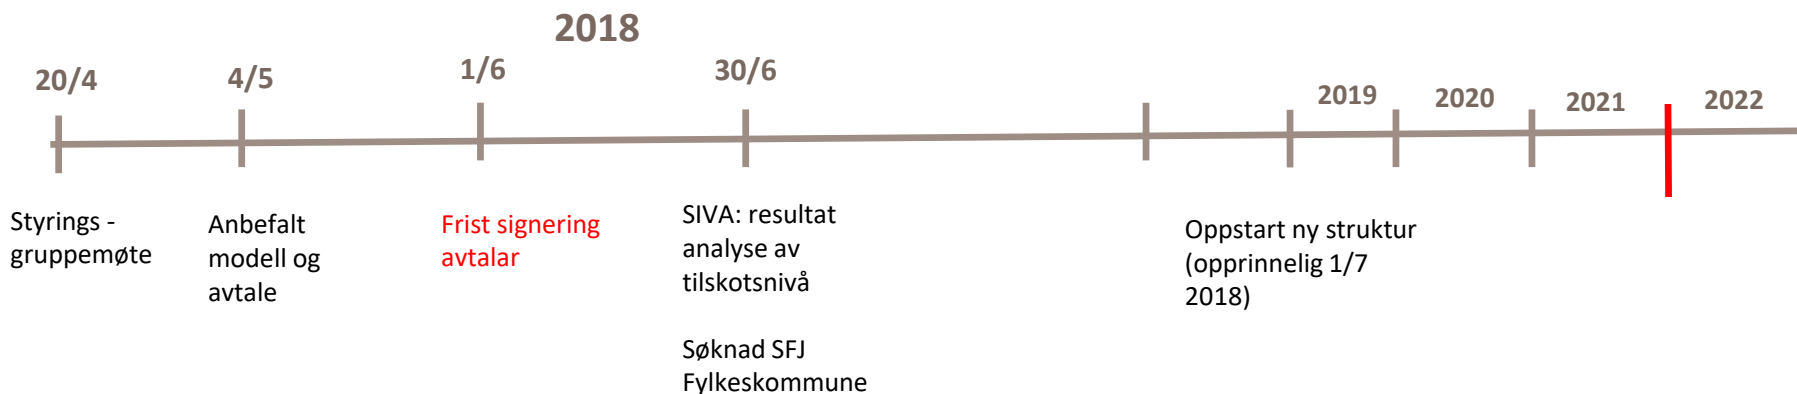 2018
20/4
4/5
1/6
30/6
2019
2020
2021
2022
Styrings -
gruppemøte
Anbefalt
modell og
avtale
Frist signering
avtalar
SIVA: resultat
analyse av
tilskotsnivå
Søknad SFJ
Fylkeskommune
Oppstart ny struktur
(opprinnelig 1/7
2018)